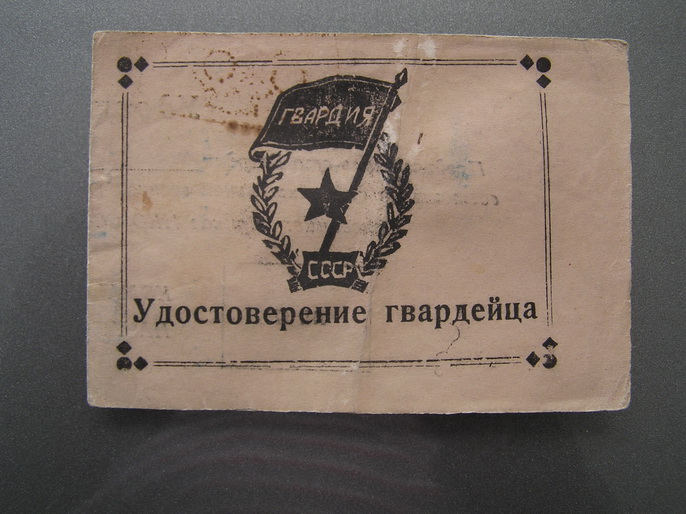 ГВАРДИЯ
СССР
Удостоверение гвардейца